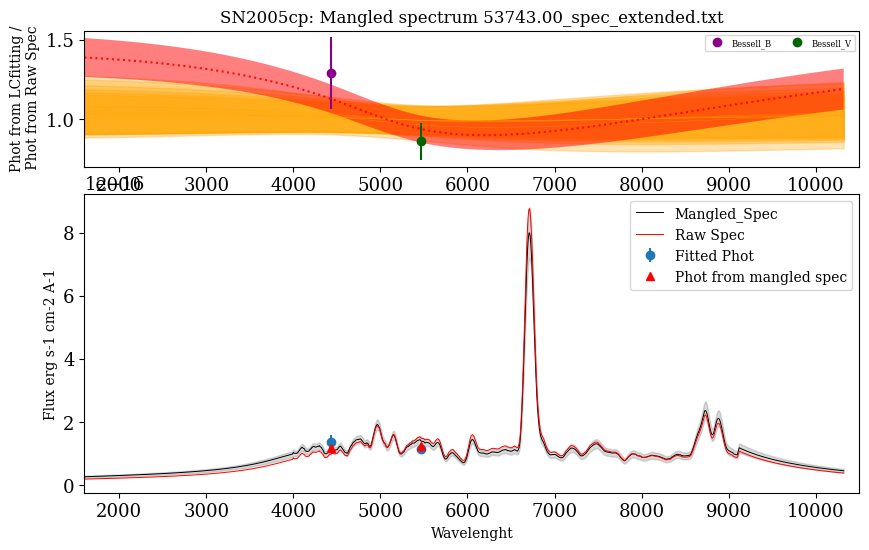 SN2005cp: Mangled spectrum 53743.00_spec_extended.txt
Phot from LCfitting /
Phot from Raw Spec
1.5
1.0
Bessell_B
Bessell_V
2000 3000 4000 5000 6000 7000 8000 9000 10000
1e−16
Flux erg s-1 cm-2 A-1
8
6
4
2
0
Mangled_Spec
Raw Spec
Fitted Phot
Phot from mangled spec
2000 3000 4000 5000 6000 7000 8000 9000 10000
Wavelenght